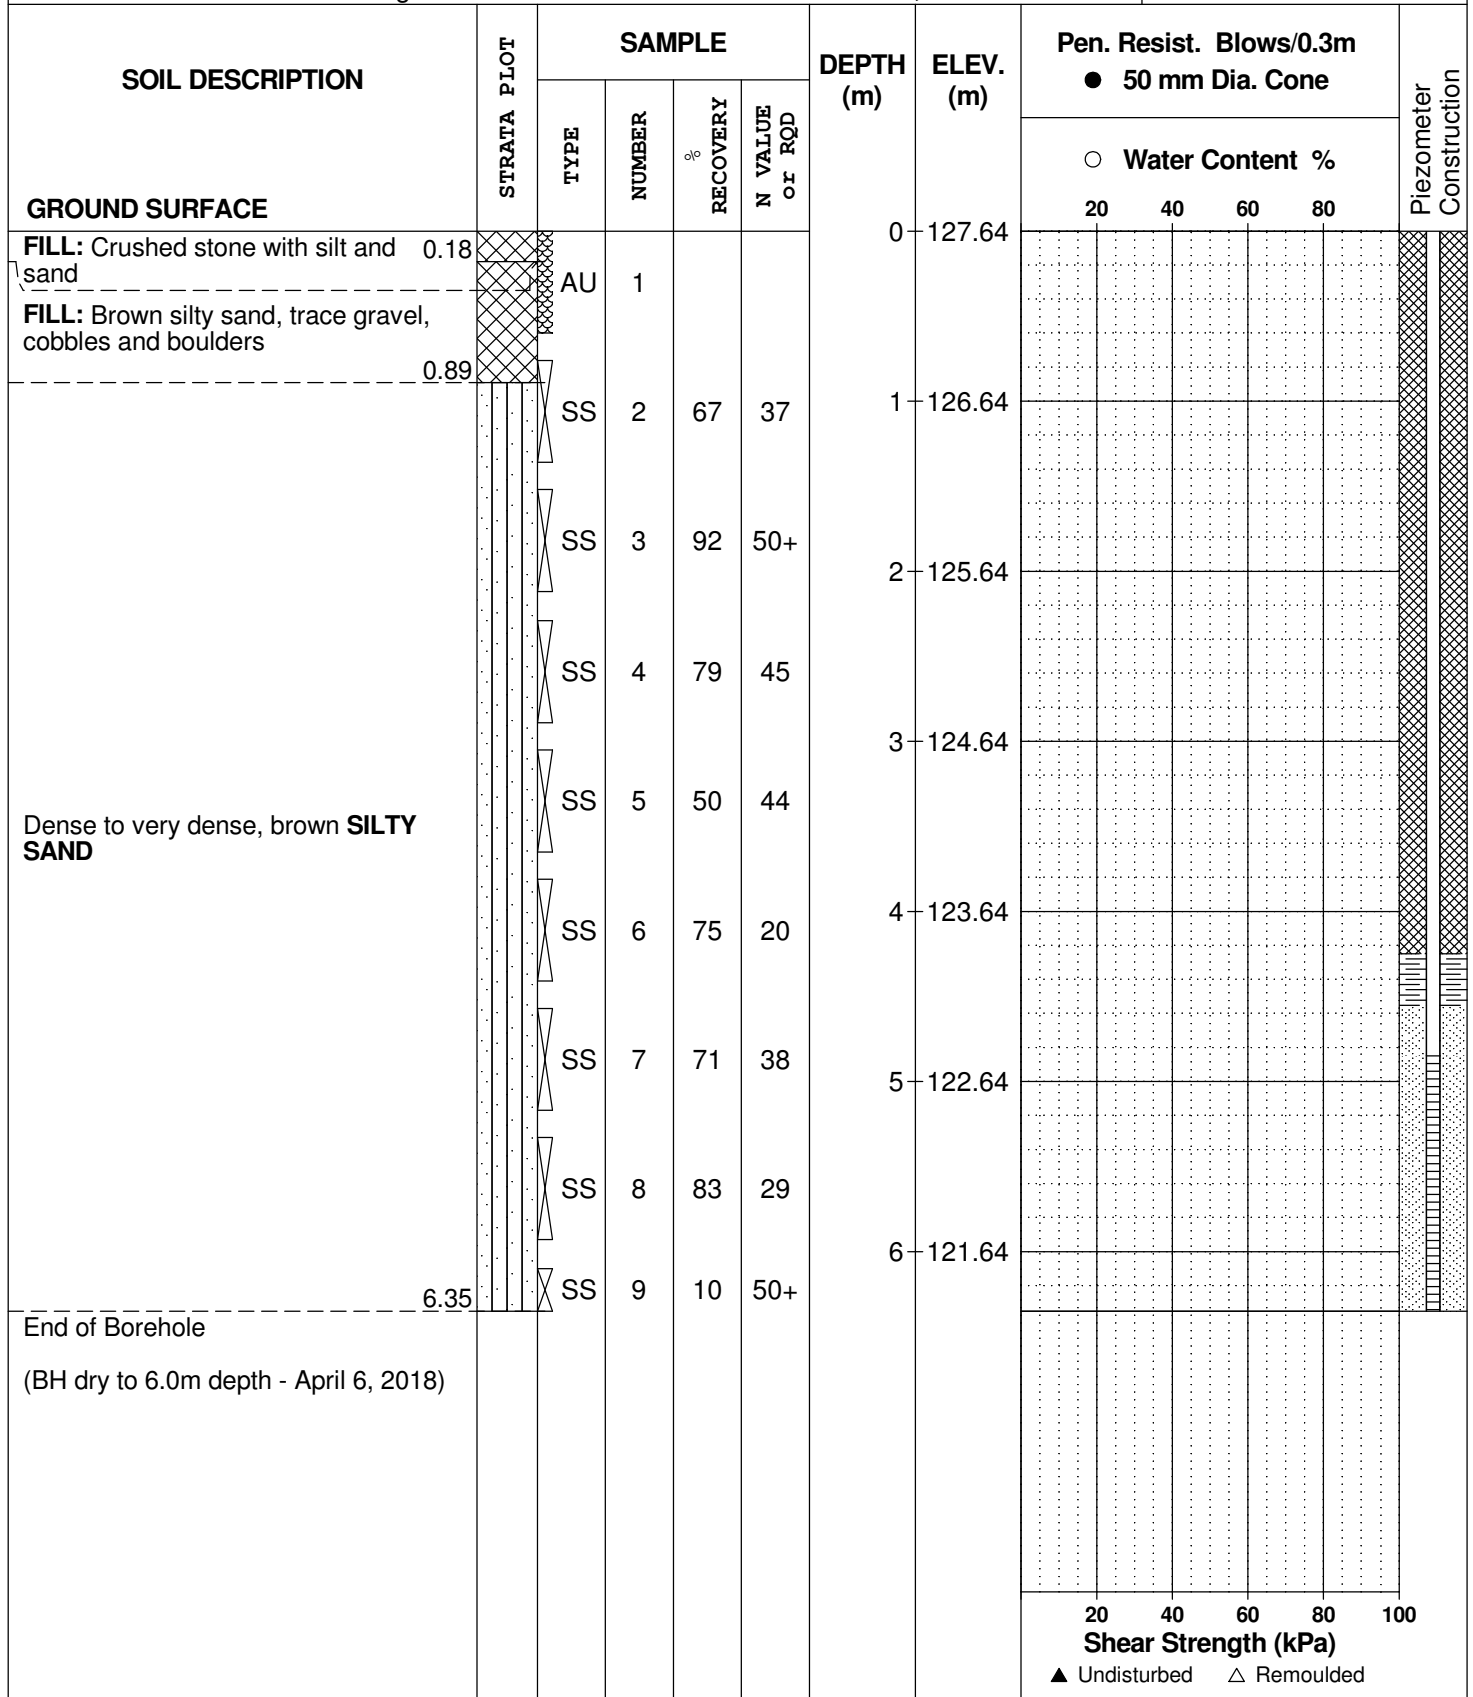 SOIL DESCRIPTION
GROUND SURFACE
STRATA PLOT
SAMPLE
TYPE
NUMBER
%
RECOVERY
N VALUE
or RQD
DEPTH
(m)
ELEV.
(m)
Pen. Resist. Blows/0.3m
● 50 mm Dia. Cone
○ Water Content %
20 40 60 80
Piezometer
Construction
FILL: Crushed stone with silt and 0.18
sand
FILL: Brown silty sand, trace gravel,
cobbles and boulders
0.89
Dense to very dense, brown SILTY
SAND
6.35
End of Borehole
(BH dry to 6.0m depth - April 6, 2018)
AU 1
SS 2 67 37
SS 3 92 50+
SS 4 79 45
SS 5 50 44
SS 6 75 20
SS 7 71 38
SS 8 83 29
SS 9 10 50+
0 127.64
1 126.64
2 125.64
3 124.64
4 123.64
5 122.64
6 121.64
20 40 60 80 100
Shear Strength (kPa)
▲ Undisturbed △ Remoulded